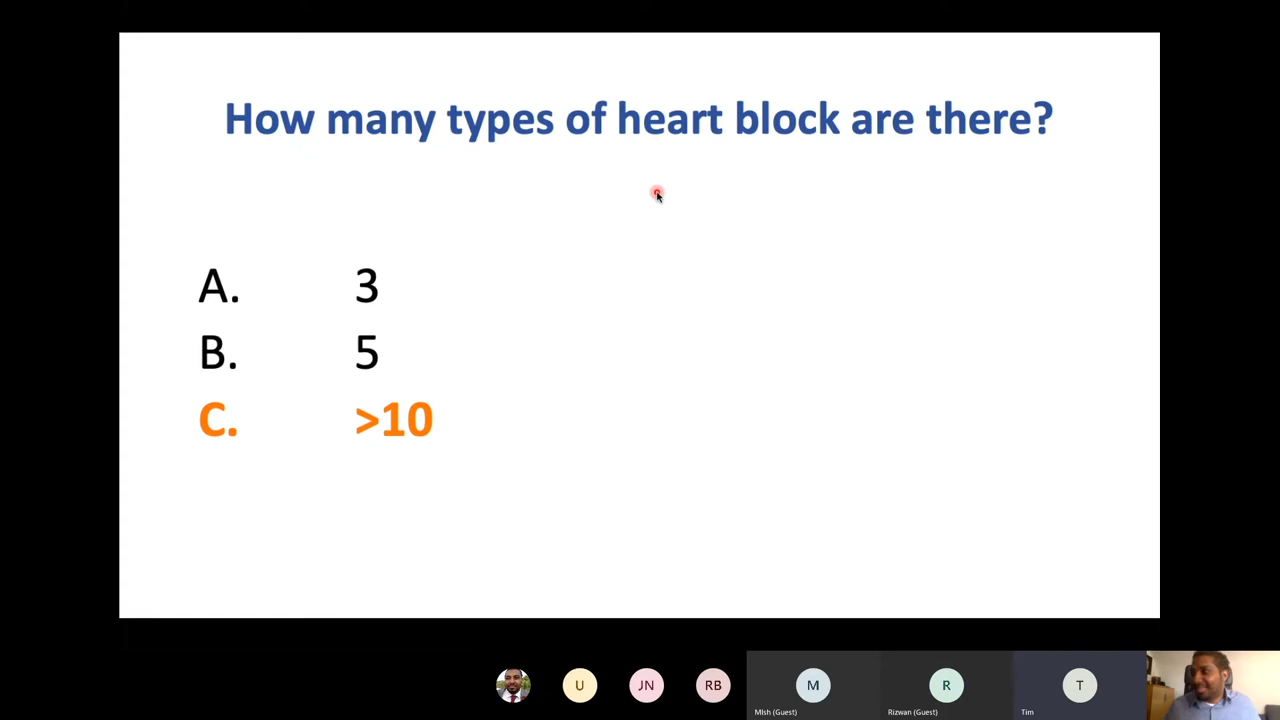 How many types of heart block are there?
A. 3
B. 5
C. >10
U
JN
RB
M
R
T
MIsh (Guest)
Rizwan (Guest)
Tim